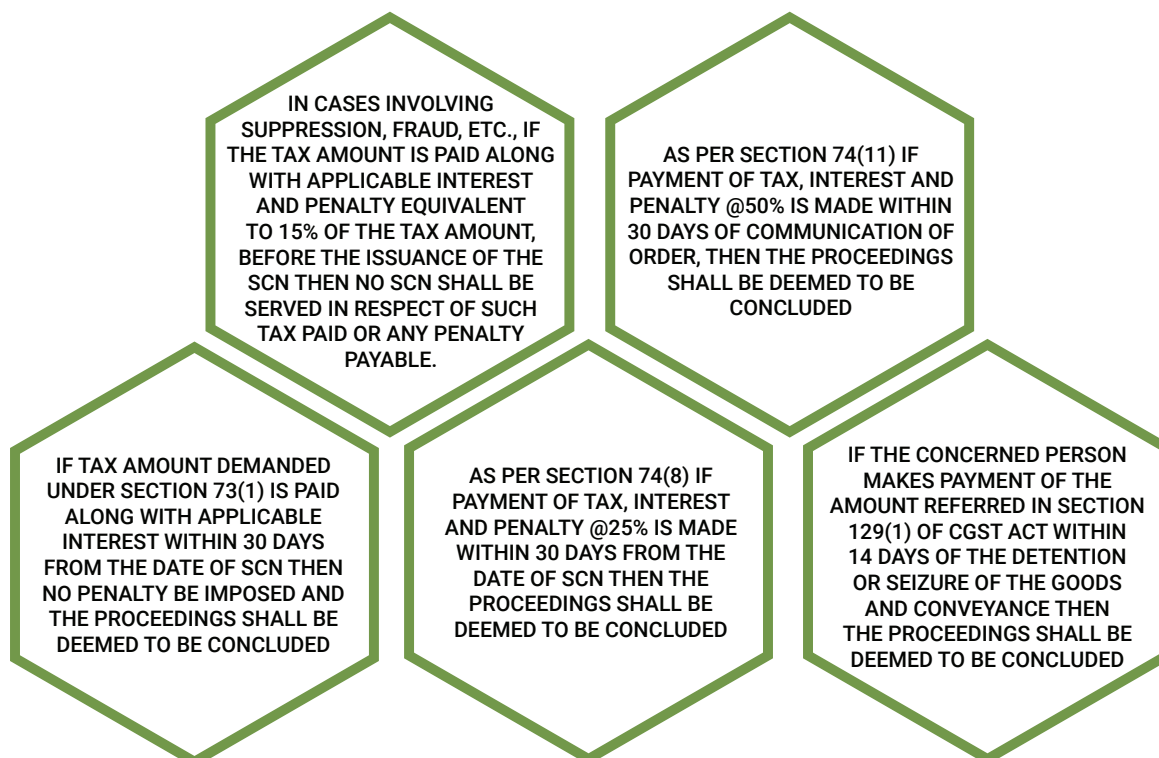 IN CASES INVOLVING
SUPPRESSION, FRAUD, ETC., IF
THE TAX AMOUNT IS PAID ALONG
WITH APPLICABLE INTEREST
AND PENALTY EQUIVALENT
TO 15% OF THE TAX AMOUNT,
BEFORE THE ISSUANCE OF THE
SCN THEN NO SCN SHALL BE
SERVED IN RESPECT OF SUCH
TAX PAID OR ANY PENALTY
PAYABLE.
AS PER SECTION 74(11) IF
PAYMENT OF TAX, INTEREST AND
PENALTY @50% IS MADE WITHIN
30 DAYS OF COMMUNICATION OF
ORDER, THEN THE PROCEEDINGS
SHALL BE DEEMED TO BE
CONCLUDED
IF TAX AMOUNT DEMANDED
UNDER SECTION 73(1) IS PAID
ALONG WITH APPLICABLE
INTEREST WITHIN 30 DAYS
FROM THE DATE OF SCN THEN
NO PENALTY BE IMPOSED AND
THE PROCEEDINGS SHALL BE
DEEMED TO BE CONCLUDED
AS PER SECTION 74(8) IF
PAYMENT OF TAX, INTEREST
AND PENALTY @25% IS MADE
WITHIN 30 DAYS FROM THE
DATE OF SCN THEN THE
PROCEEDINGS SHALL BE
DEEMED TO BE CONCLUDED
IF THE CONCERNED PERSON
MAKES PAYMENT OF THE
AMOUNT REFERRED IN SECTION
129(1) OF CGST ACT WITHIN
14 DAYS OF THE DETENTION
OR SEIZURE OF THE GOODS
AND CONVEYANCE THEN
THE PROCEEDINGS SHALL BE
DEEMED TO BE CONCLUDED